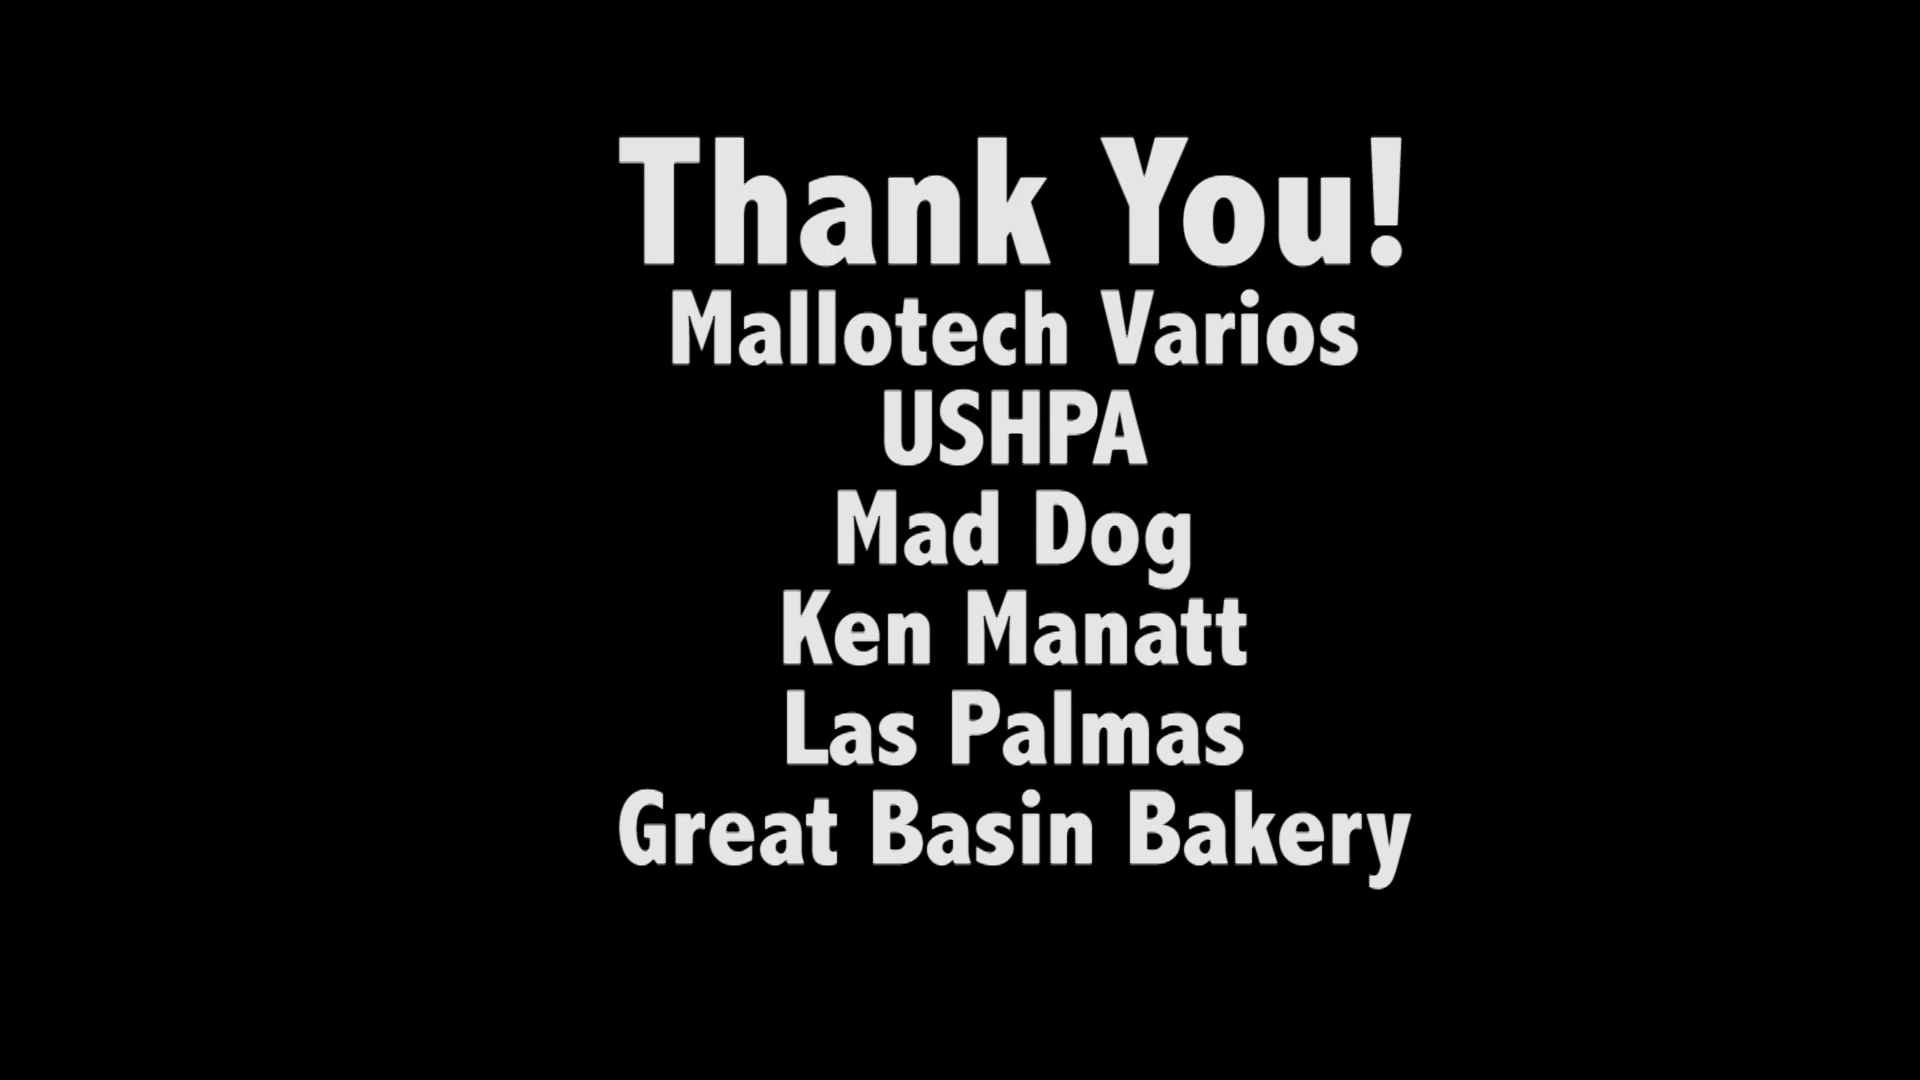 Thank You!
Mallotech Varios
USHPA
Mad Dog
Ken Manatt
Las Palmas
Great Basin Bakery